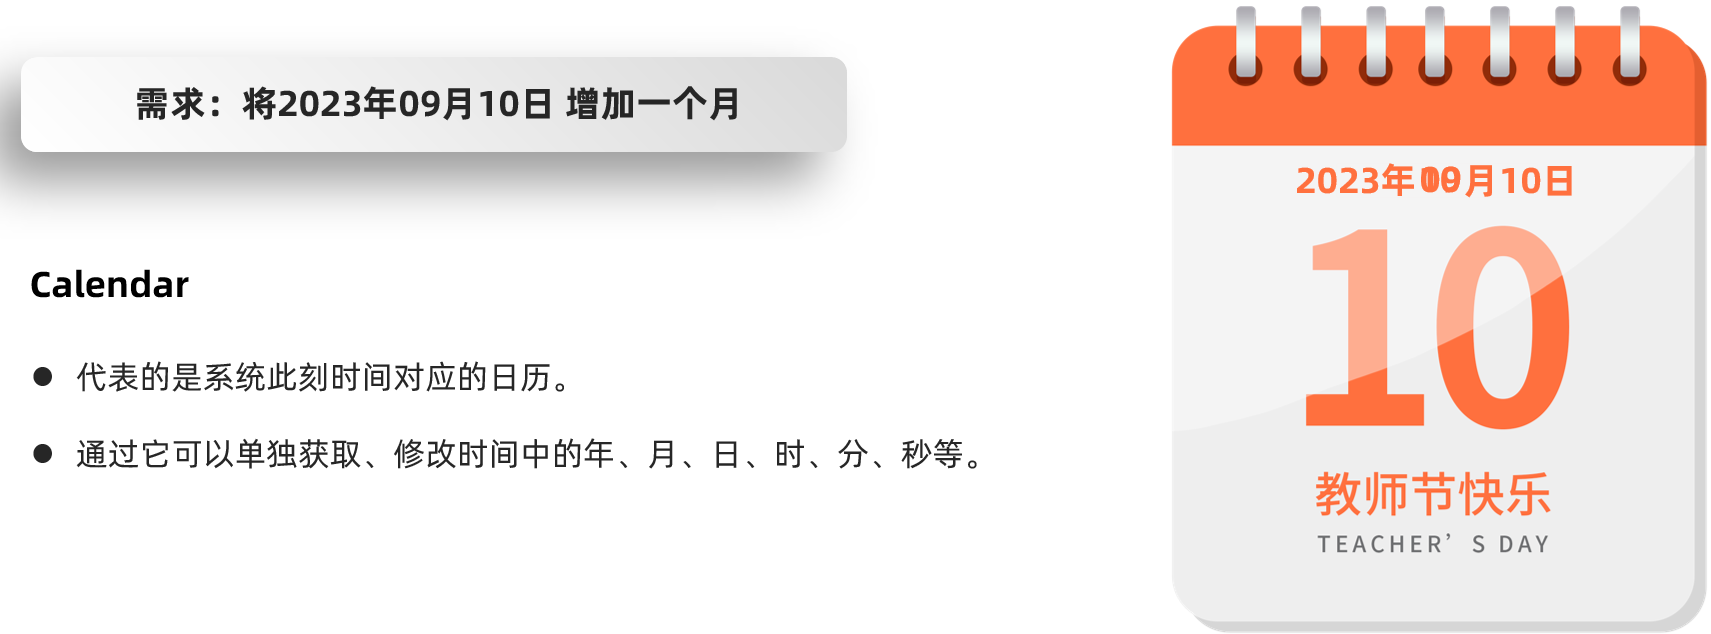 需求：将2023年09月10日 增加一个月
Calendar
● 代表的是系统此刻时间对应的日历。
● 通过它可以单独获取、修改时间中的年、月、日、时、分、秒等。
2023年 月10日
10
教师节快乐
TEACHER’S DAY